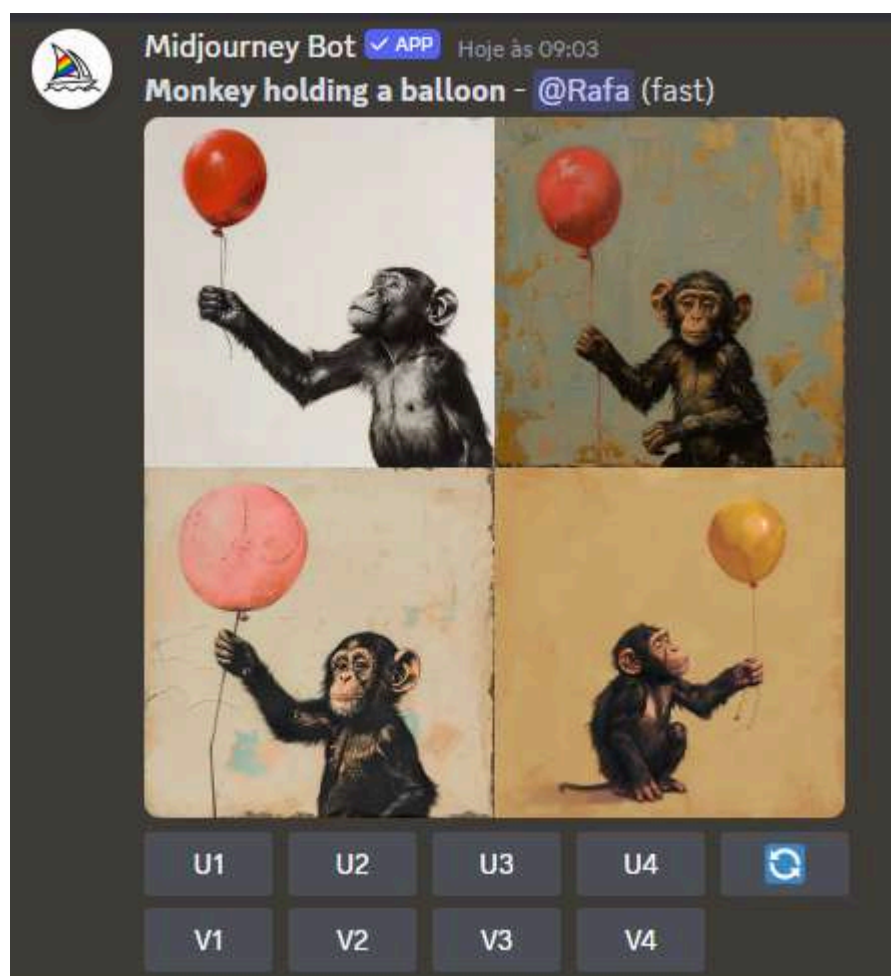 Midjourney Bot ✓ APP Hoje às 09:03
Monkey holding a balloon - @Rafa (fast)
U1 U2 U3 U4
V1 V2 V3 V4